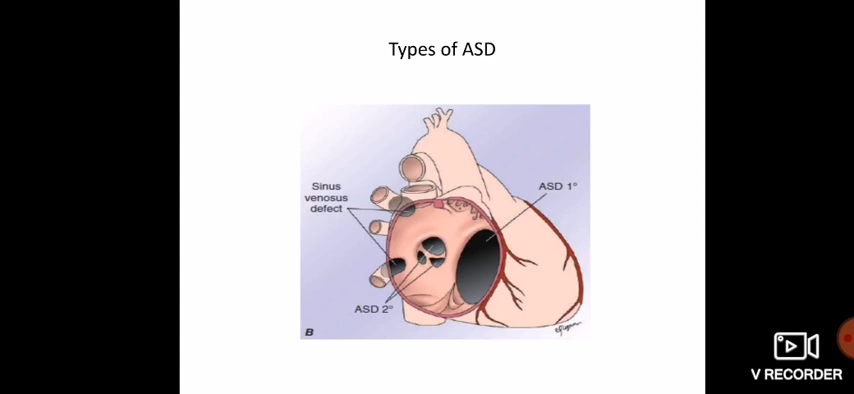 Types of ASD
Sinus
venosus
defect
ASD 1°
ASD 2°
B
V RECORDER